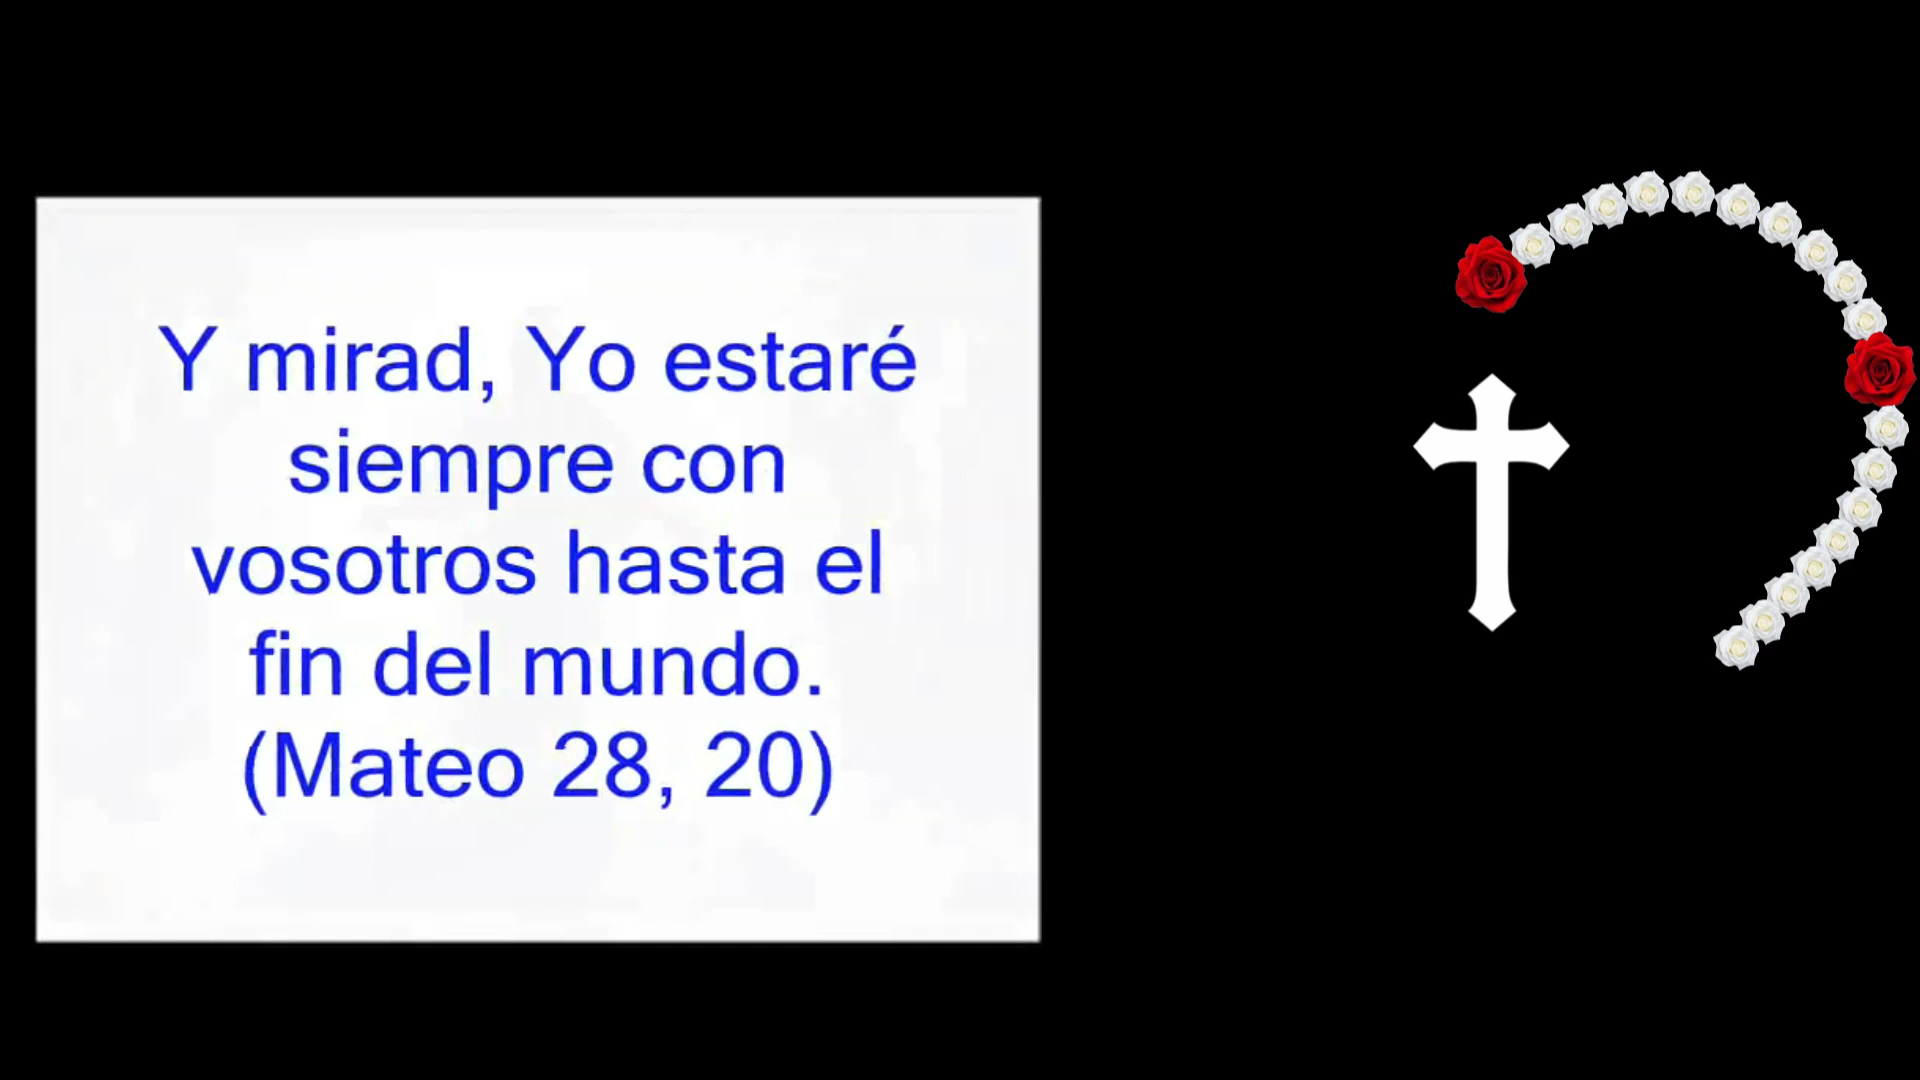 Y mirad, Yo estaré
siempre con
vosotros hasta el
fin del mundo.
(Mateo 28, 20)